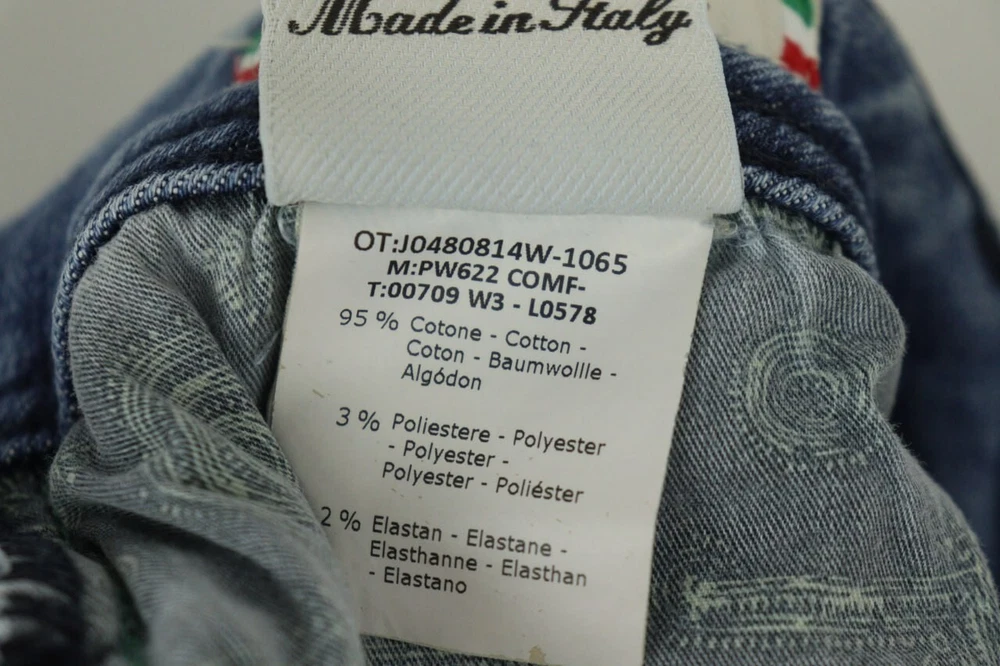 Made in Italy
OT:J0480814W-1065
M:PW622 COMF-
T:00709 W3 - L0578
95 % Cotone - Cotton -
Coton - Baumwollle -
Algódon
3 % Poliestere - Polyester
- Polyester -
Polyester - Poliéster
2 % Elastan - Elastane -
Elasthanne - Elasthan
- Elastano